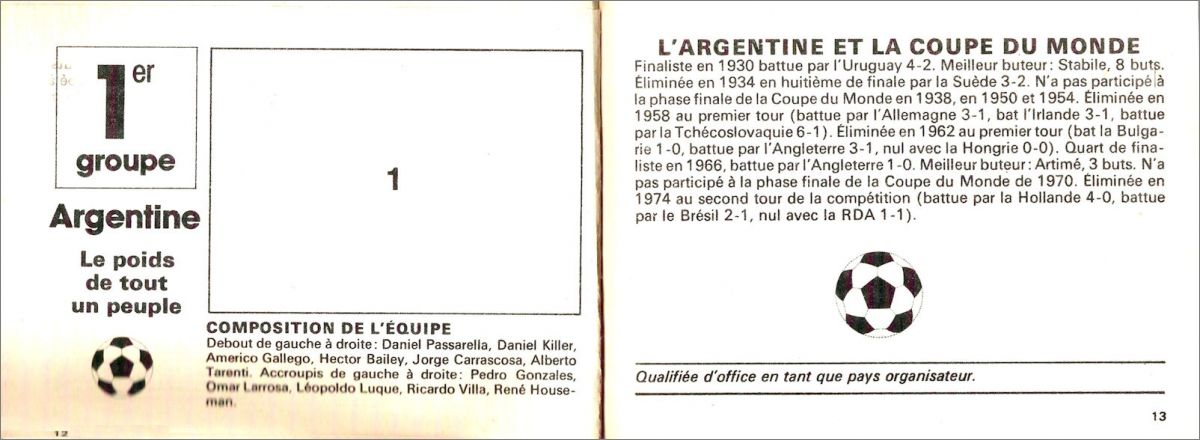 1er
groupe
Argentine
Le poids
de tout
un peuple
1
COMPOSITION DE L'ÉQUIPE
Debout de gauche à droite : Daniel Passarella, Daniel Killer,
Americo Gallego, Hector Bailey, Jorge Carrascosa, Alberto
Tarenti. Accroupis de gauche à droite : Pedro Gonzales,
Omar Larrosa, Léopoldo Luque, Ricardo Villa, René House-
man.
12
L'ARGENTINE ET LA COUPE DU MONDE
Finaliste en 1930 battue par l'Uruguay 4-2. Meilleur buteur : Stabile, 8 buts.
Éliminée en 1934 en huitième de finale par la Suède 3-2. N'a pas participé à
la phase finale de la Coupe du Monde en 1938, en 1950 et 1954. Éliminée en
1958 au premier tour (battue par l'Allemagne 3-1, bat l'Irlande 3-1, battue
par la Tchécoslovaquie 6-1). Éliminée en 1962 au premier tour (bat la Bulga-
rie 1-0, battue par l'Angleterre 3-1, nul avec la Hongrie 0-0). Quart de fina-
liste en 1966, battue par l'Angleterre 1-0. Meilleur buteur : Artimé, 3 buts. N'a
pas participé à la phase finale de la Coupe du Monde de 1970. Éliminée en
1974 au second tour de la compétition (battue par la Hollande 4-0, battue
par le Brésil 2-1, nul avec la RDA 1-1).
Qualifiée d'office en tant que pays organisateur.
13